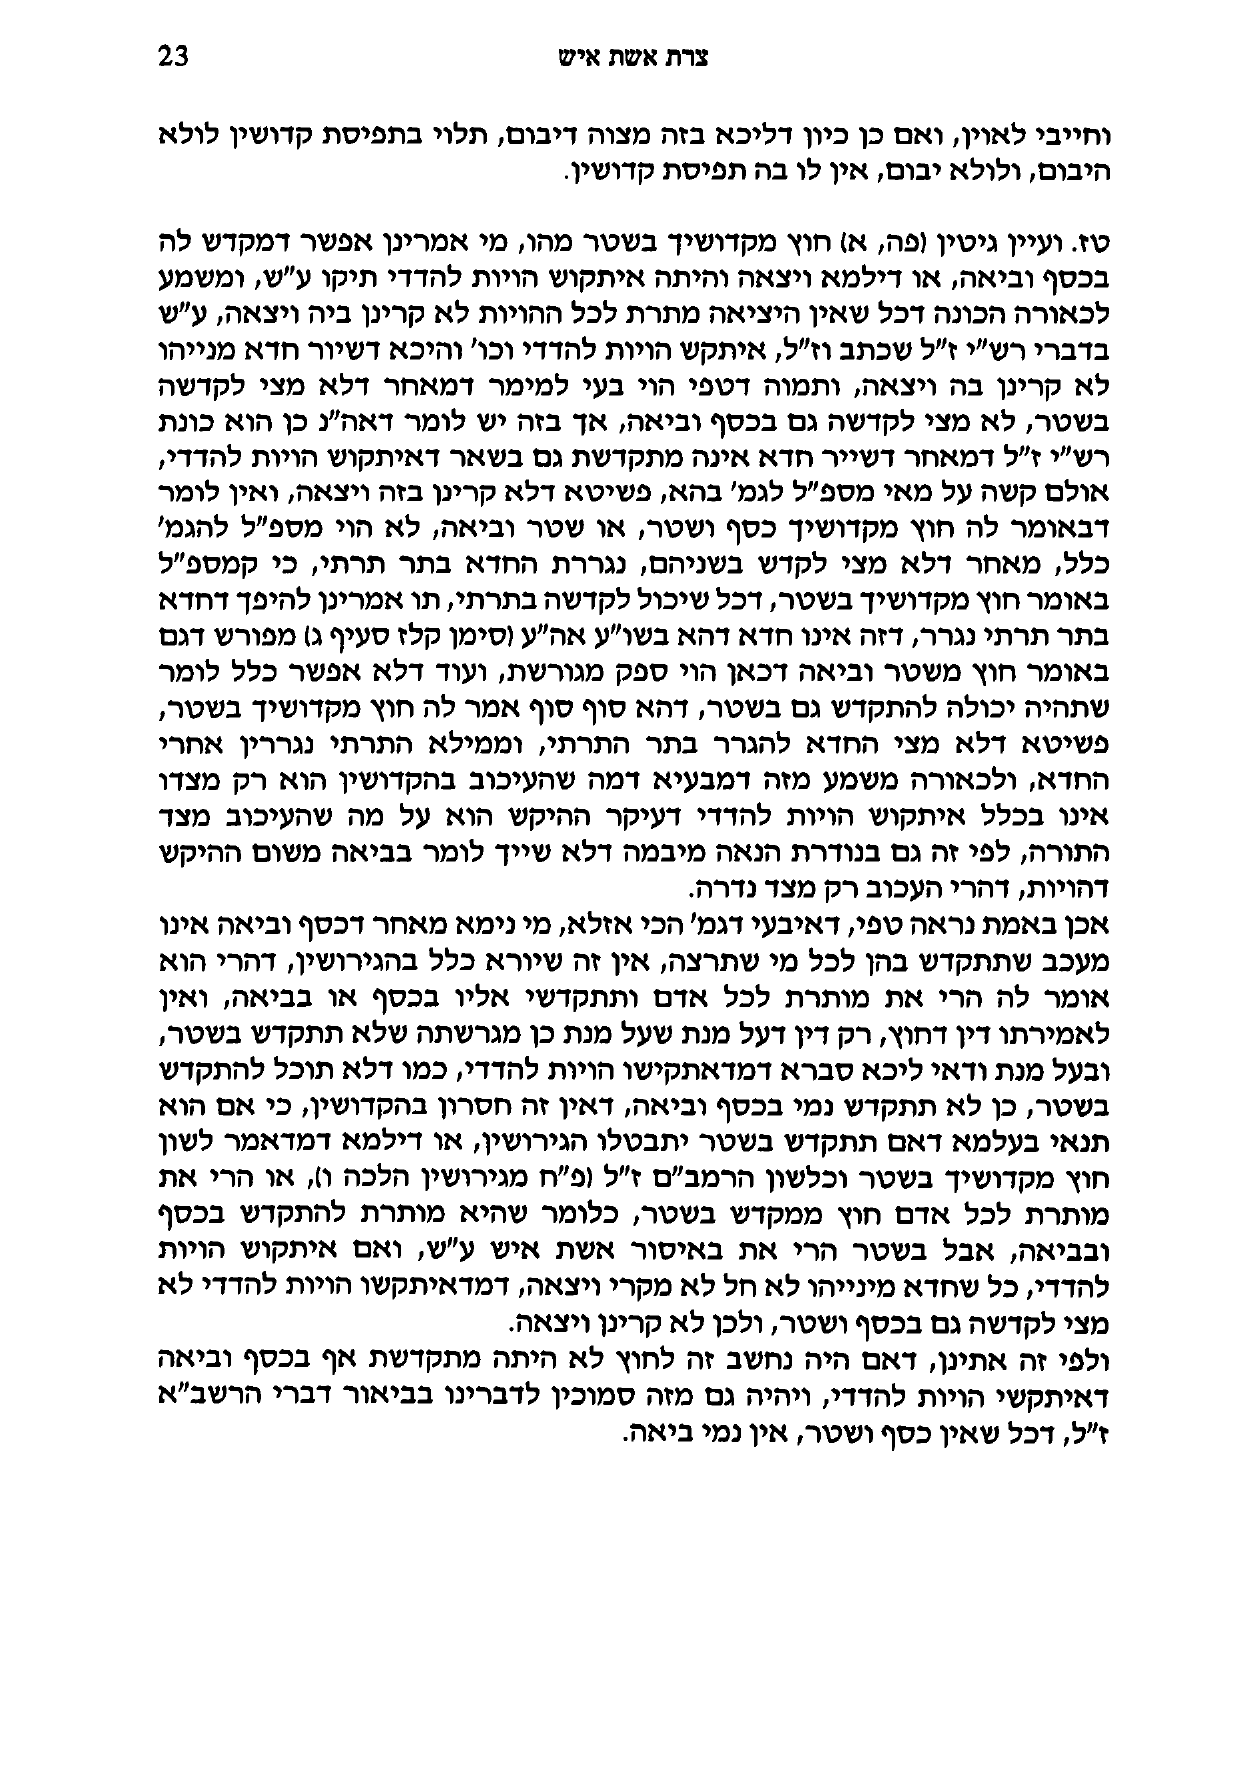 צרת אשת איש 23
וחייבי לאוין, ואם כן כיון דליכא בזה מצוה דיבום, תלוי בתפיסת קדושין לולא
היבום, ולולא יבום, אין לו בה תפיסת קדושין.
טז. ועיין גיטין (פה, א) חוץ מקדושיך בשטר מהו, מי אמרינן אפשר דמקדש לה
בכסף וביאה, או דילמא ויצאה והיתה איתקוש הויות להדדי תיקו ע״ש, ומשמע
לכאורה הכונה דכל שאין היציאה מתרת לכל ההויות לא קרינן ביה ויצאה, ע״ש
בדברי רש״י ז״ל שכתב וז״ל, איתקש הויות להדדי וכו' והיכא דשיור חדא מנייהו
לא קרינן בה ויצאה, ותמוה דטפי הוי בעי למימר דמאחר דלא מצי לקדשה
בשטר, לא מצי לקדשה גם בכסף וביאה, אך בזה יש לומר דאה״נ כן הוא כונת
רש״י ז״ל דמאחר דשייר חדא אינה מתקדשת גם בשאר דאיתקוש הויות להדדי,
אולם קשה על מאי מספ״ל לגמ' בהא, פשיטא דלא קרינן בזה ויצאה, ואין לומר
דבאומר לה חוץ מקדושיך כסף ושטר, או שטר וביאה, לא הוי מספ״ל להגמ'
כלל, מאחר דלא מצי לקדש בשניהם, נגררת החדא בתר תרתי, כי קמספ״ל
באומר חוץ מקדושיך בשטר, דכל שיכול לקדשה בתרתי, תו אמרינן להיפך דחדא
בתר תרתי נגרר, דזה אינו חדא דהא בשו״ע אה״ע (סימן קלז סעיף ג) מפורש דגם
באומר חוץ משטר וביאה דכאן הוי ספק מגורשת, ועוד דלא אפשר כלל לומר
שתהיה יכולה להתקדש גם בשטר, דהא סוף סוף אמר לה חוץ מקדושיך בשטר,
פשיטא דלא מצי החדא להגרר בתר התרתי, וממילא התרתי נגררין אחרי
החדא, ולכאורה משמע מזה דמבעיא דמה שהעיכוב בהקדושין הוא רק מצדו
אינו בכלל איתקוש הויות להדדי דעיקר ההיקש הוא על מה שהעיכוב מצד
התורה, לפי זה גם בנודרת הנאה מיבמה דלא שייך לומר בביאה משום ההיקש
דהויות, דהרי העכוב רק מצד נדרה.
אכן באמת נראה טפי, דאיבעי דגמ' הכי אזלא, מי נימא מאחר דכסף וביאה אינו
מעכב שתתקדש בהן לכל מי שתרצה, אין זה שיורא כלל בהגירושין, דהרי הוא
אומר לה הרי את מותרת לכל אדם ותתקדשי אליו בכסף או בביאה, ואין
לאמירתו דין דחוץ, רק דין דעל מנת שעל מנת כן מגרשתה שלא תתקדש בשטר,
ובעל מנת ודאי ליכא סברא דמדאתקישו הויות להדדי, כמו דלא תוכל להתקדש
בשטר, כן לא תתקדש נמי בכסף וביאה, דאין זה חסרון בהקדושין, כי אם הוא
תנאי בעלמא דאם תתקדש בשטר יתבטלו הגירושין, או דילמא דמדאמר לשון
חוץ מקדושיך בשטר וכלשון הרמב״ם ז״ל (פ״ח מגירושין הלכה ו), או הרי את
מותרת לכל אדם חוץ ממקדש בשטר, כלומר שהיא מותרת להתקדש בכסף
ובביאה, אבל בשטר הרי את באיסור אשת איש ע״ש, ואם איתקוש הויות
להדדי, כל שחדא מינייהו לא חל לא מקרי ויצאה, דמדאיתקשו הויות להדדי לא
מצי לקדשה גם בכסף ושטר, ולכן לא קרינן ויצאה.
ולפי זה אתינן, דאם היה נחשב זה לחוץ לא היתה מתקדשת אף בכסף וביאה
דאיתקשי הויות להדדי, ויהיה גם מזה סמוכין לדברינו בביאור דברי הרשב״א
ז״ל, דכל שאין כסף ושטר, אין נמי ביאה.